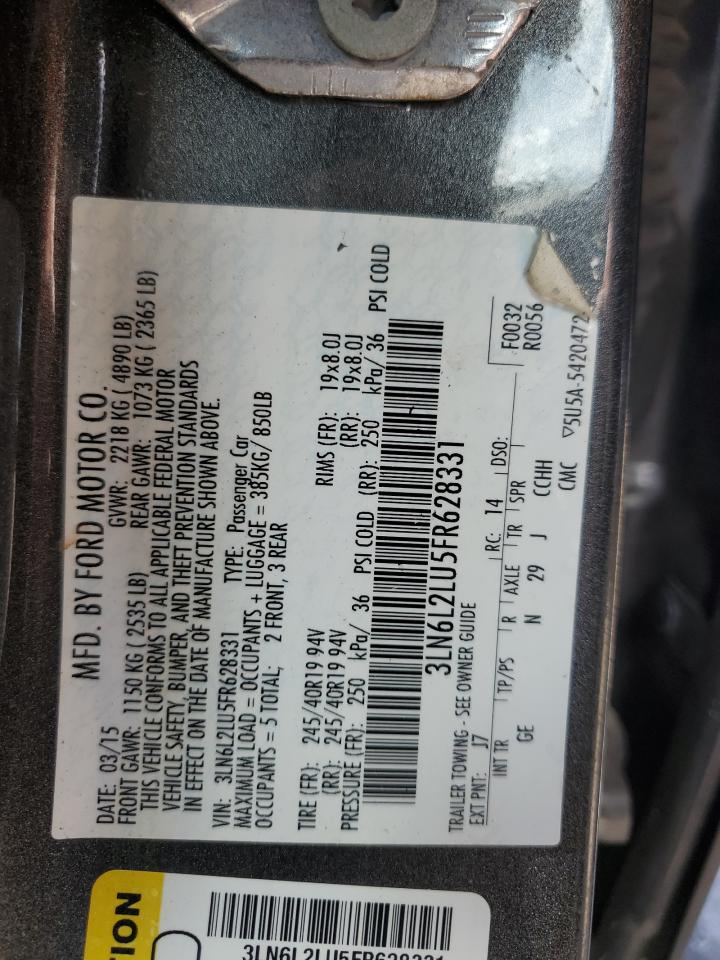 MFD. BY FORD MOTOR CO.
DATE: 03/15 GVWR: 2218 KG ( 4890 LB)
FRONT GAWR: 1150 KG ( 2535 LB) REAR GAWR: 1073 KG ( 2365 LB)
THIS VEHICLE CONFORMS TO ALL APPLICABLE FEDERAL MOTOR
VEHICLE SAFETY, BUMPER, AND THEFT PREVENTION STANDARDS
IN EFFECT ON THE DATE OF MANUFACTURE SHOWN ABOVE.
VIN: 3LN6L2LU5FR628331 TYPE: Passenger Car
MAXIMUM LOAD = OCCUPANTS + LUGGAGE = 385KG/ 850LB
OCCUPANTS = 5 TOTAL; 2 FRONT, 3 REAR
TIRE (FR): 245/40R19 94V RIMS (FR): 19x8.0J
(RR): 245/40R19 94V (RR): 19x8.0J
PRESSURE (FR): 250 kPa/ 36 PSI COLD (RR): 250 kPa/ 36 PSI COLD
3LN6L2LU5FR628331
TRAILER TOWING - SEE OWNER GUIDE
EXT PNT: J7 RC: 14 DSO: F0032
INT TR TP/PS R AXLE TR SPR R0056
GE N 29 J CCHH
CMC ▽5U5A-5420472
TION
3LN6L2LU5FR628331